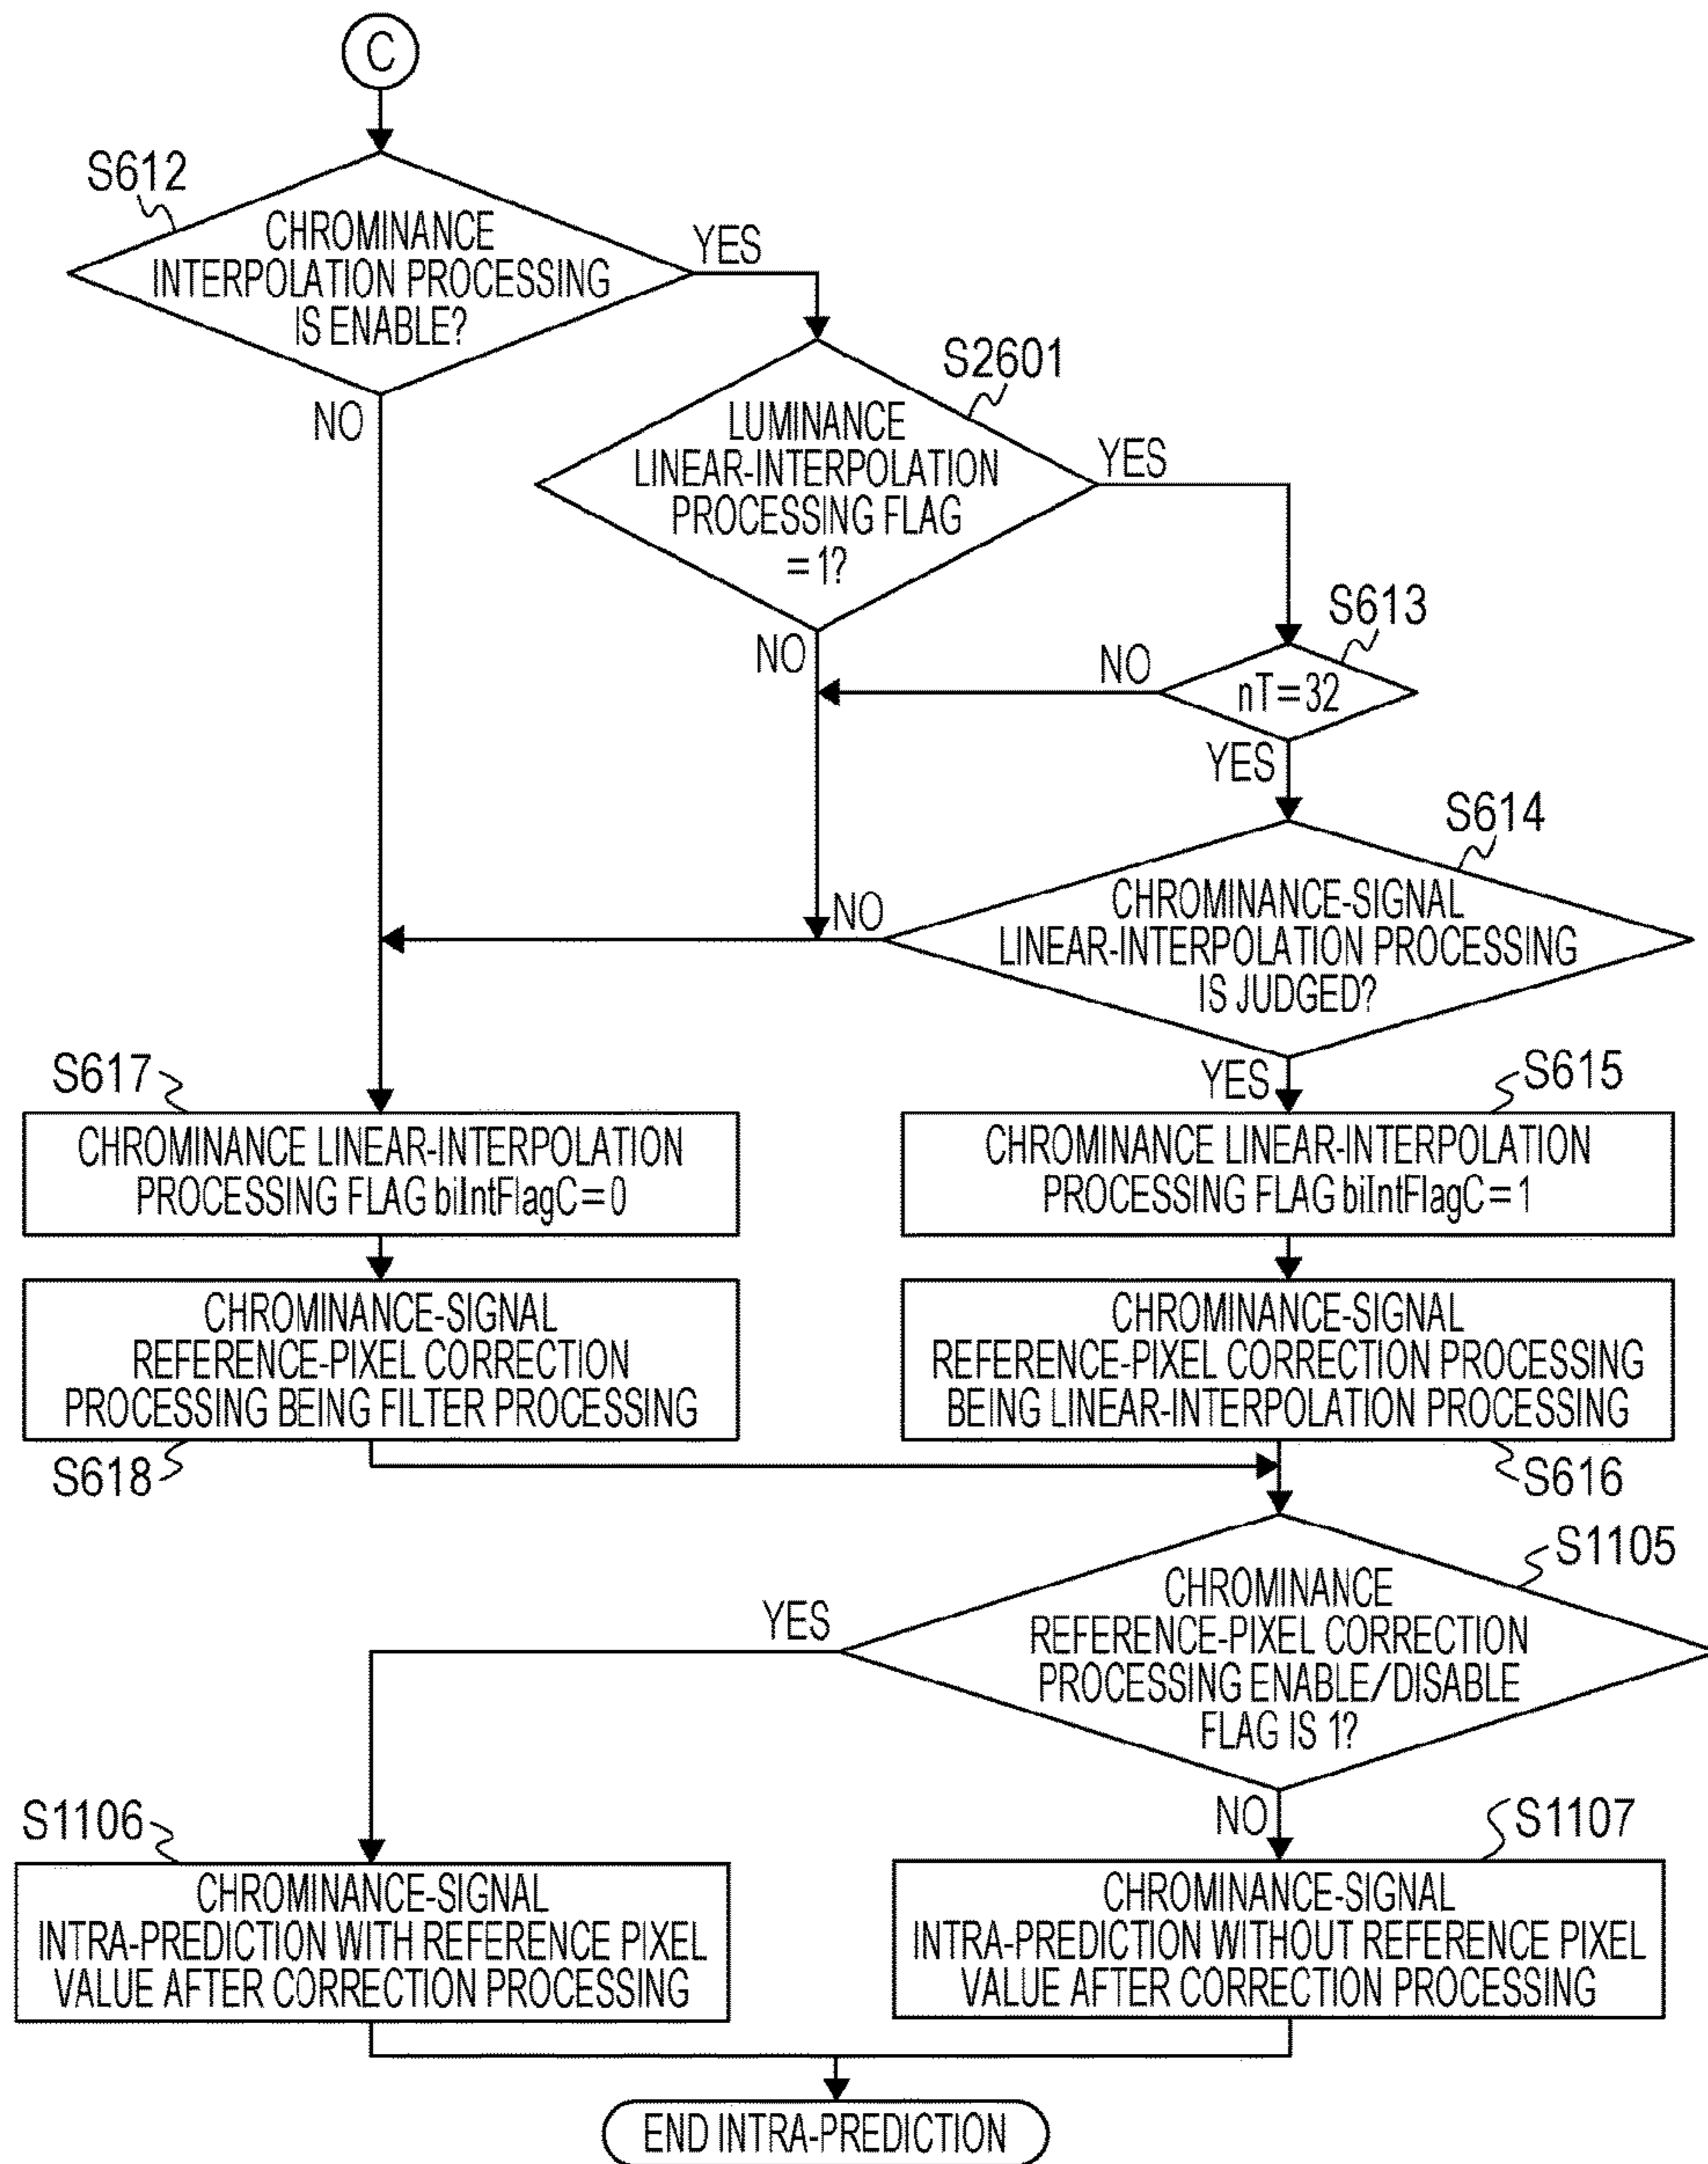 C
S612
CHROMINANCE
INTERPOLATION PROCESSING
IS ENABLE?
YES
NO
S2601
LUMINANCE
LINEAR-INTERPOLATION
PROCESSING FLAG
=1?
YES
NO
S613
nT=32
NO
YES
S614
CHROMINANCE-SIGNAL
LINEAR-INTERPOLATION PROCESSING
IS JUDGED?
NO
YES
S617
CHROMINANCE LINEAR-INTERPOLATION
PROCESSING FLAG biIntFlagC=0
S615
CHROMINANCE LINEAR-INTERPOLATION
PROCESSING FLAG biIntFlagC=1
CHROMINANCE-SIGNAL
REFERENCE-PIXEL CORRECTION
PROCESSING BEING FILTER PROCESSING
S618
CHROMINANCE-SIGNAL
REFERENCE-PIXEL CORRECTION PROCESSING
BEING LINEAR-INTERPOLATION PROCESSING
S616
S1105
CHROMINANCE
REFERENCE-PIXEL CORRECTION
PROCESSING ENABLE/DISABLE
FLAG IS 1?
YES
NO
S1106
CHROMINANCE-SIGNAL
INTRA-PREDICTION WITH REFERENCE PIXEL
VALUE AFTER CORRECTION PROCESSING
S1107
CHROMINANCE-SIGNAL
INTRA-PREDICTION WITHOUT REFERENCE PIXEL
VALUE AFTER CORRECTION PROCESSING
END INTRA-PREDICTION